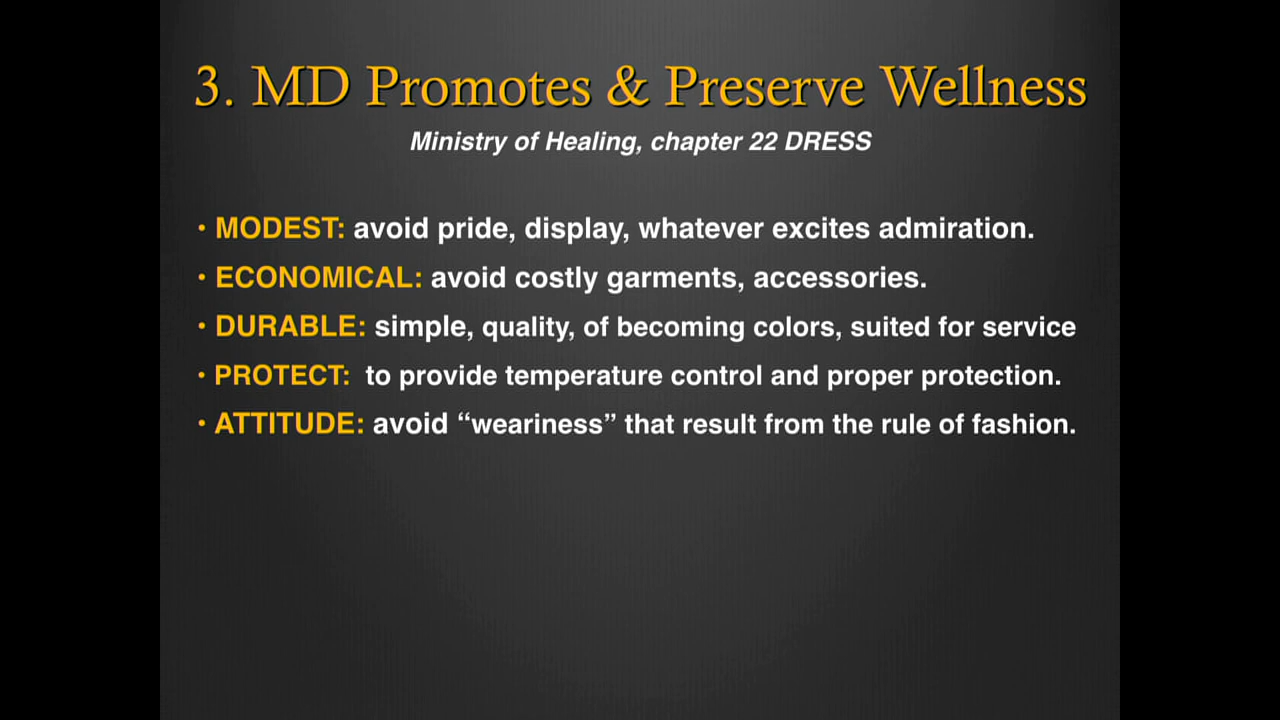 3. MD Promotes & Preserve Wellness
Ministry of Healing, chapter 22 DRESS
• MODEST: avoid pride, display, whatever excites admiration.
• ECONOMICAL: avoid costly garments, accessories.
• DURABLE: simple, quality, of becoming colors, suited for service
• PROTECT: to provide temperature control and proper protection.
• ATTITUDE: avoid “weariness” that result from the rule of fashion.